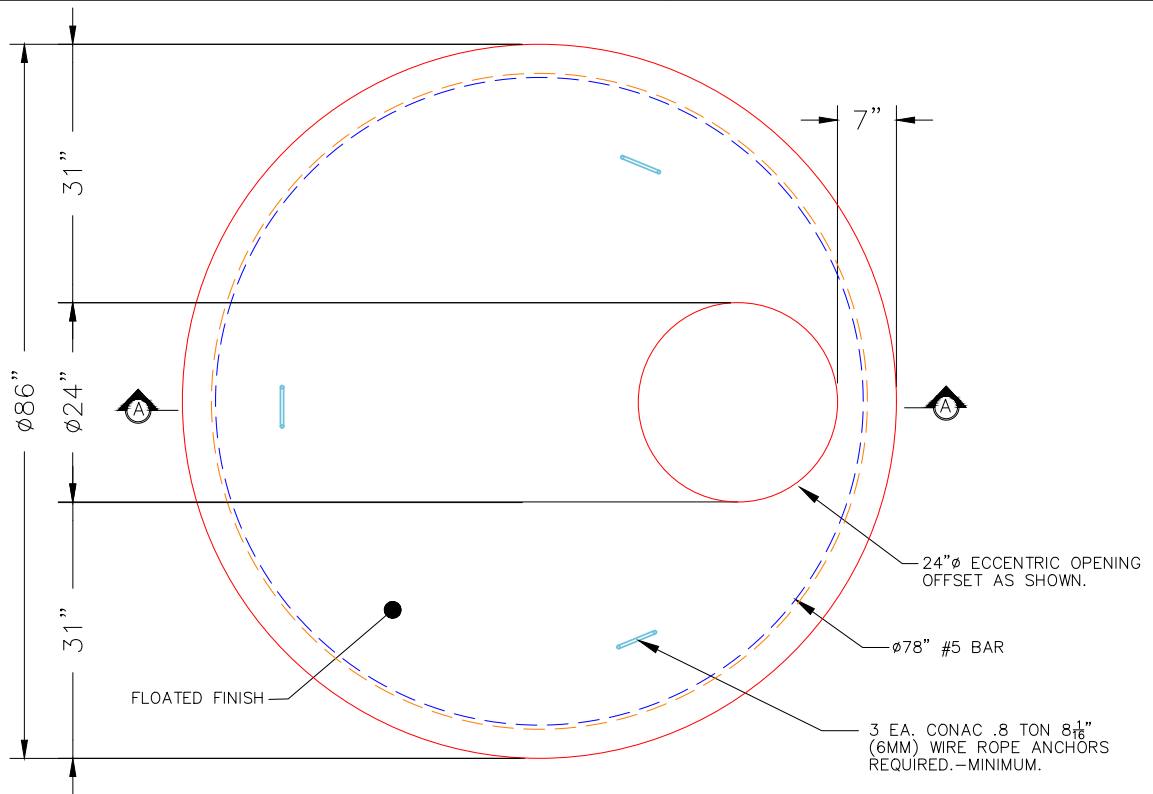 31”
7”
ø86”
ø24”
A
A
31”
24”ø ECCENTRIC OPENING
OFFSET AS SHOWN.
ø78” #5 BAR
FLOATED FINISH
3 EA. CONAC .8 TON 8 1/16”
(6MM) WIRE ROPE ANCHORS
REQUIRED.–MINIMUM.